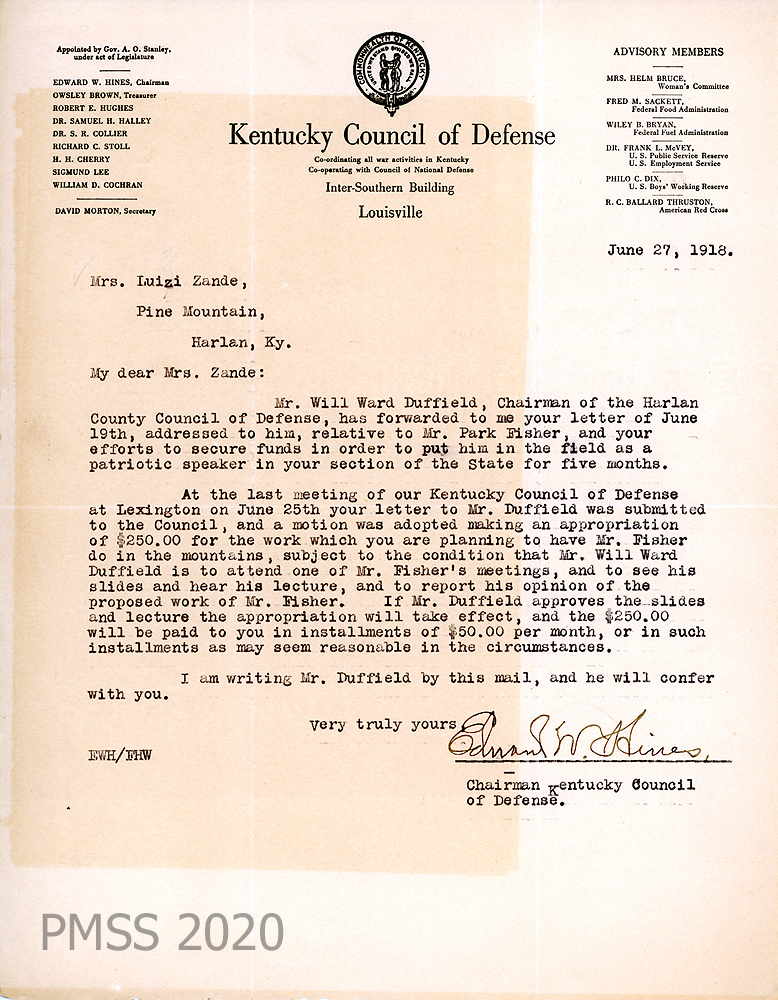 Appointed by Gov. A. O. Stanley,
under act of Legislature
EDWARD W. HINES, Chairman
OWSLEY BROWN, Treasurer
ROBERT E. HUGHES
DR. SAMUEL H. HALLEY
DR. S. R. COLLIER
RICHARD C. STOLL
H. H. CHERRY
SIGMUND LEE
WILLIAM D. COCHRAN
DAVID MORTON, Secretary
COMMONWEALTH OF KENTUCKY
UNITED WE STAND DIVIDED WE FALL
Kentucky Council of Defense
Co-ordinating all war activities in Kentucky
Co-operating with Council of National Defense
Inter-Southern Building
Louisville
ADVISORY MEMBERS
MRS. HELM BRUCE,
Woman's Committee
FRED M. SACKETT,
Federal Food Administration
WILEY B. BRYAN,
Federal Fuel Administration
DR. FRANK L. McVEY,
U. S. Public Service Reserve
U. S. Employment Service
PHILO C. DIX,
U. S. Boys' Working Reserve
R. C. BALLARD THRUSTON,
American Red Cross
June 27, 1918.
Mrs. Luigi Zande,
Pine Mountain,
Harlan, Ky.
My dear Mrs. Zande:
Mr. Will Ward Duffield, Chairman of the Harlan
County Council of Defense, has forwarded to me your letter of June
19th, addressed to him, relative to Mr. Park Fisher, and your
efforts to secure funds in order to put him in the field as a
patriotic speaker in your section of the State for five months.
At the last meeting of our Kentucky Council of Defense
at Lexington on June 25th your letter to Mr. Duffield was submitted
to the Council, and a motion was adopted making an appropriation
of $250.00 for the work which you are planning to have Mr. Fisher
do in the mountains, subject to the condition that Mr. Will Ward
Duffield is to attend one of Mr. Fisher's meetings, and to see his
slides and hear his lecture, and to report his opinion of the
proposed work of Mr. Fisher. If Mr. Duffield approves the slides
and lecture the appropriation will take effect, and the $250.00
will be paid to you in installments of $50.00 per month, or in such
installments as may seem reasonable in the circumstances.
I am writing Mr. Duffield by this mail, and he will confer
with you.
Very truly yours,
Edward W. Hines,
EWH/FHW
Chairman Kentucky Council
of Defense.
PMSS 2020